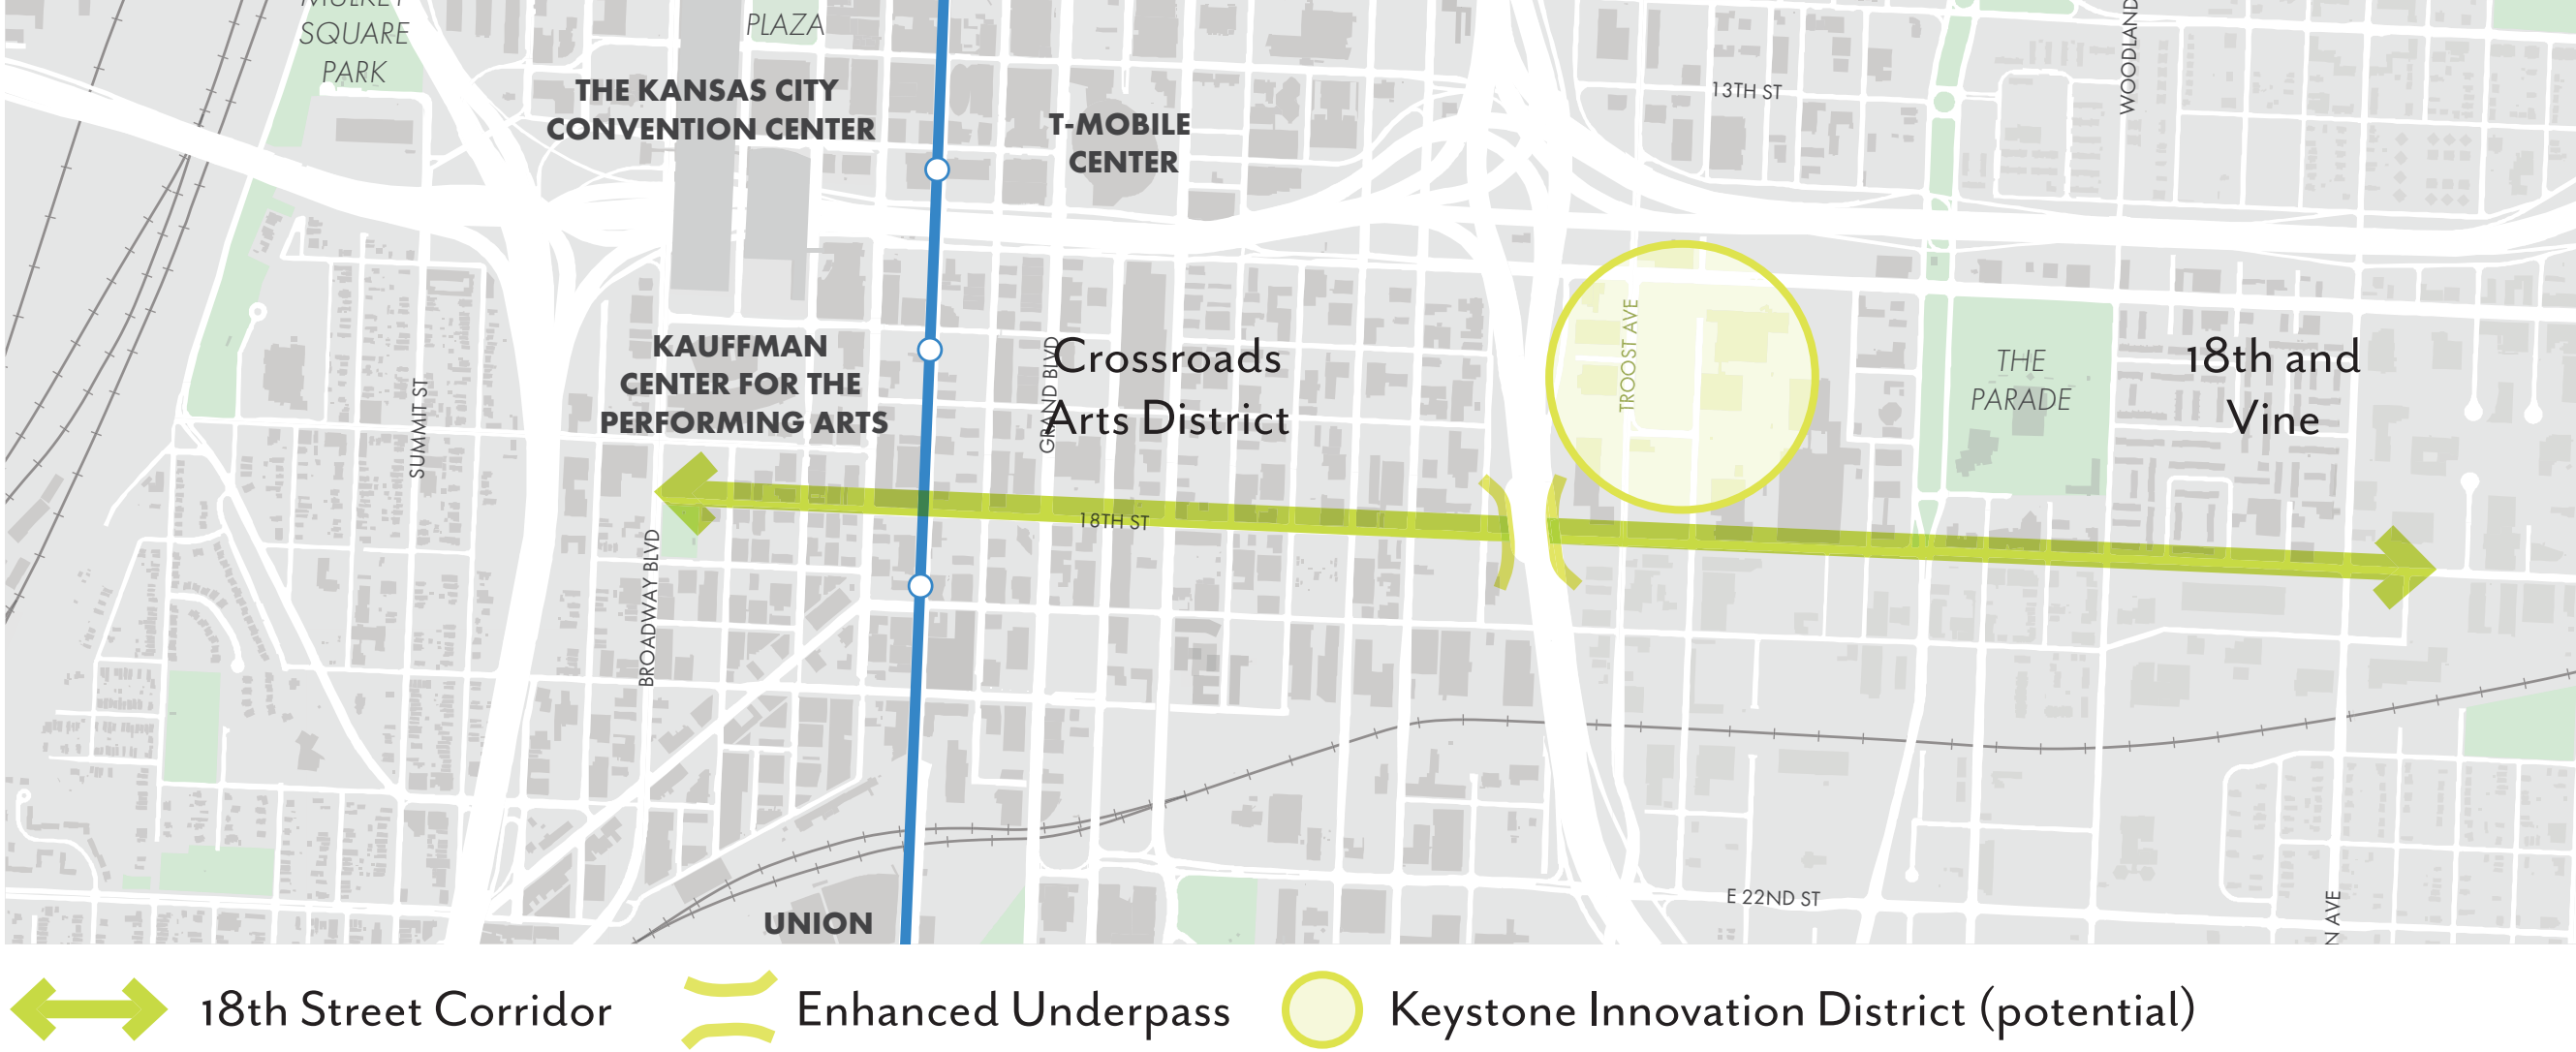 SQUARE
PARK
PLAZA
THE KANSAS CITY
CONVENTION CENTER
T-MOBILE
CENTER
13TH ST
WOODLAND
SUMMIT ST
KAUFFMAN
CENTER FOR THE
PERFORMING ARTS
GRAND BLVD
Crossroads
Arts District
TROOST AVE
THE
PARADE
18th and
Vine
18TH ST
BROADWAY BLVD
UNION
E 22ND ST
N AVE
18th Street Corridor
Enhanced Underpass
Keystone Innovation District (potential)